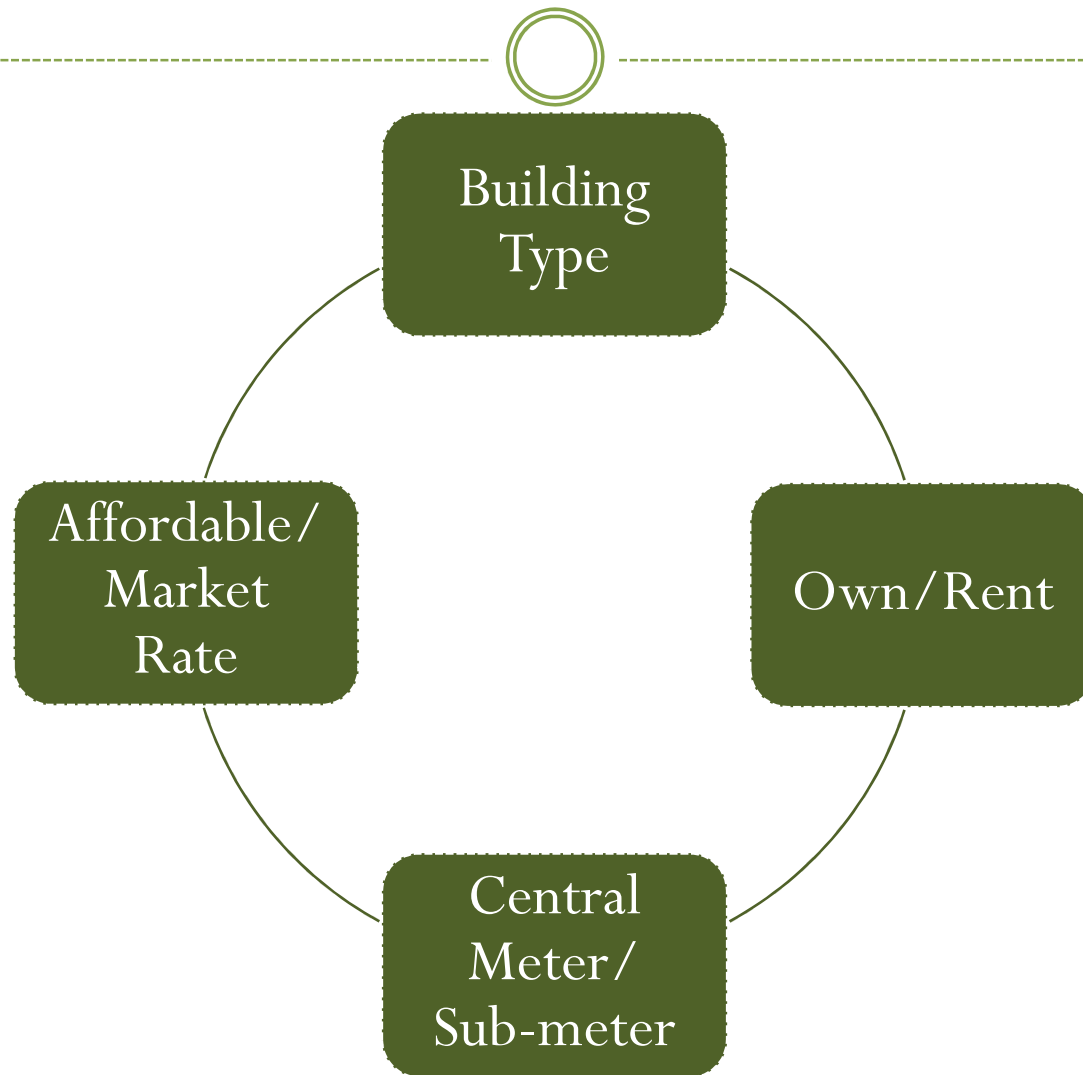 Building
Type
Affordable/
Market
Rate
Own/Rent
Central
Meter/
Sub-meter